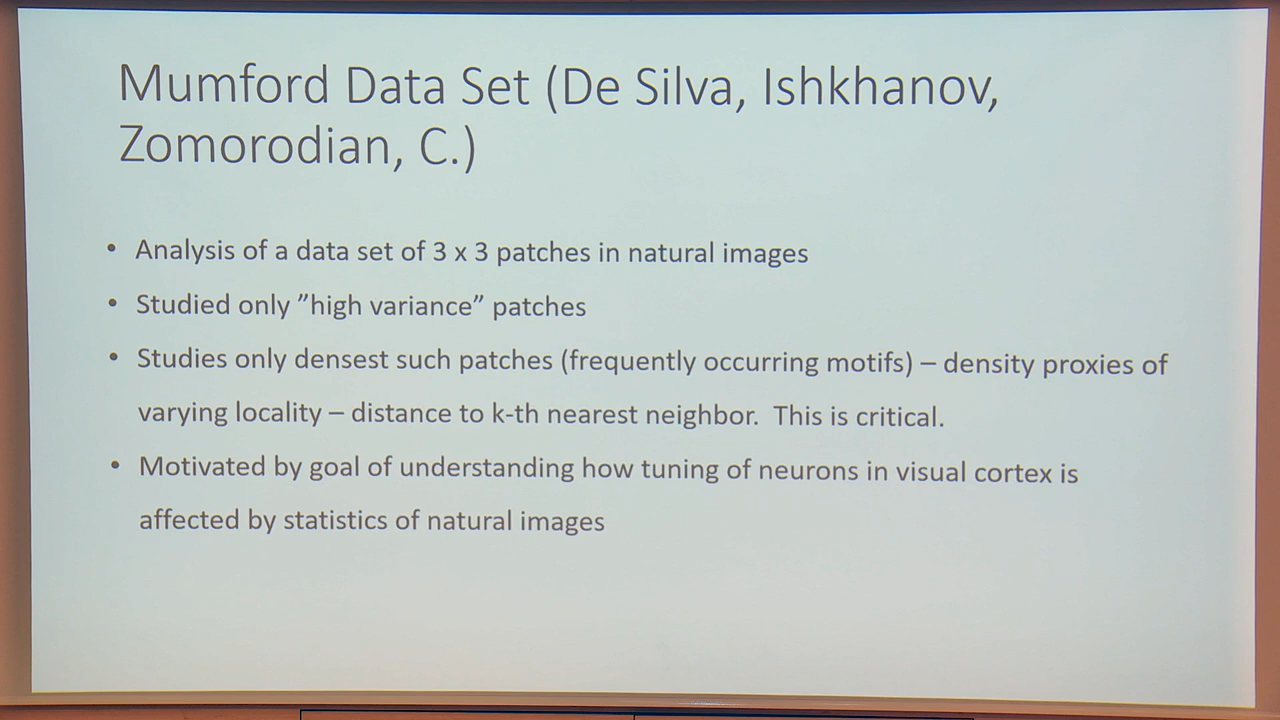 Mumford Data Set (De Silva, Ishkhanov,
Zomorodian, C.)
• Analysis of a data set of 3 x 3 patches in natural images
• Studied only ”high variance” patches
• Studies only densest such patches (frequently occurring motifs) – density proxies of
varying locality – distance to k-th nearest neighbor. This is critical.
• Motivated by goal of understanding how tuning of neurons in visual cortex is
affected by statistics of natural images